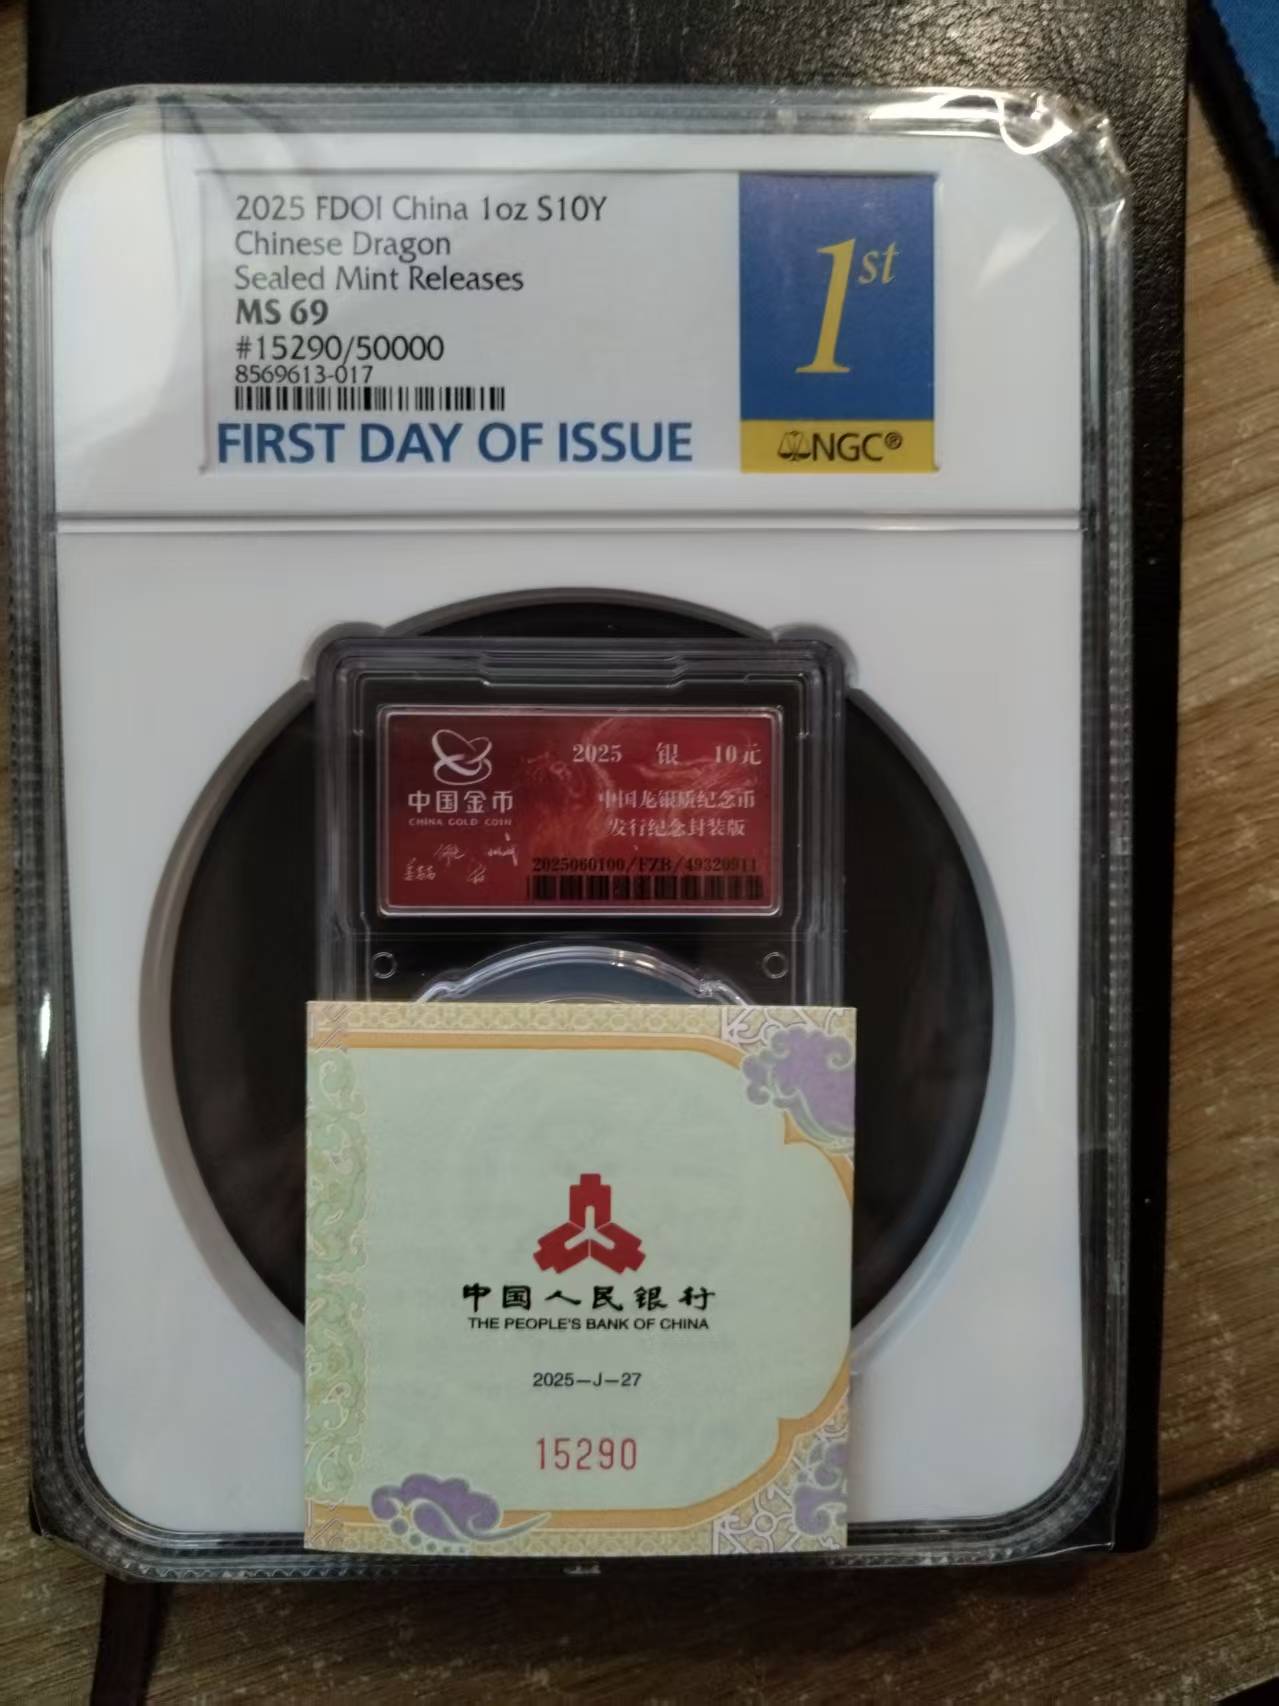 2025 FDOI China 1oz S10Y
Chinese Dragon
Sealed Mint Releases
MS 69
#15290/50000
8569613-017
FIRST DAY OF ISSUE
1st
NGC®
2025 银 10元
中国金币
CHINA GOLD COIN
中国龙银质纪念币
发行纪念封装版
2025060100/FZB/49320911
中国人民银行
THE PEOPLE'S BANK OF CHINA
2025-J-27
15290